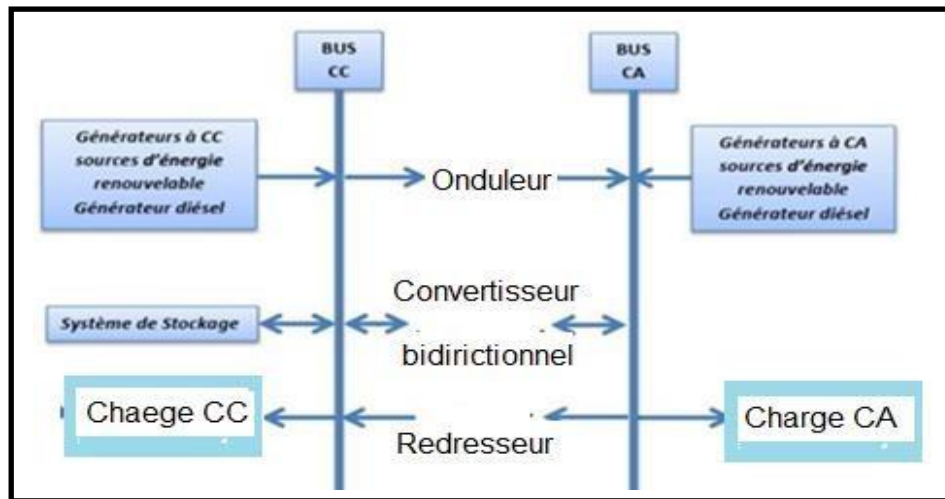 BUS
CC
BUS
CA
Générateurs à CC
sources d'énergie
renouvelable
Générateur diésel
Onduleur
Générateurs à CA
sources d'énergie
renouvelable
Générateur diésel
Système de Stockage
Convertisseur
bidirictionnel
Chaege CC
Redresseur
Charge CA